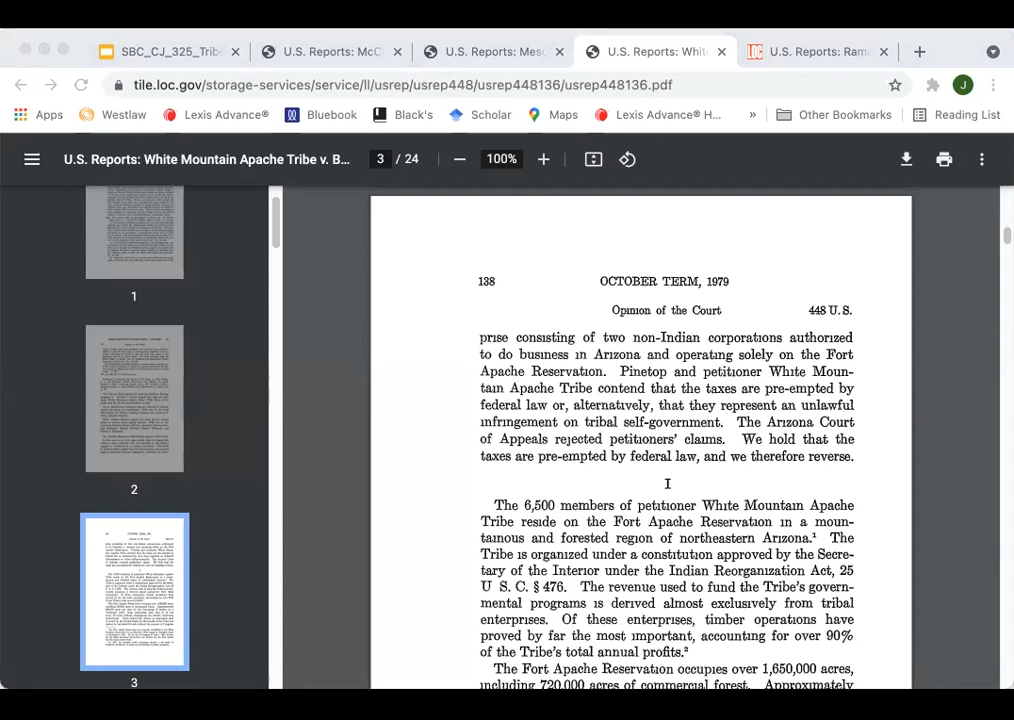 SBC_CJ_325_Trib
U.S. Reports: McC
U.S. Reports: Mesc
U.S. Reports: Whit
LOC
U.S. Reports: Rama
tile.loc.gov/storage-services/service/ll/usrep/usrep448/usrep448136/usrep448136.pdf
J
Apps
Westlaw
Lexis Advance®
Bluebook
Black's
Scholar
Maps
Lexis Advance® H...
»
Other Bookmarks
Reading List
U.S. Reports: White Mountain Apache Tribe v. B...
3 / 24
100%
1
2
3
138 OCTOBER TERM, 1979
Opinion of the Court 448 U.S.
prise consisting of two non-Indian corporations authorized
to do business in Arizona and operating solely on the Fort
Apache Reservation. Pinetop and petitioner White Moun-
tain Apache Tribe contend that the taxes are pre-empted by
federal law or, alternatively, that they represent an unlawful
infringement on tribal self-government. The Arizona Court
of Appeals rejected petitioners' claims. We hold that the
taxes are pre-empted by federal law, and we therefore reverse.
I
The 6,500 members of petitioner White Mountain Apache
Tribe reside on the Fort Apache Reservation in a moun-
tainous and forested region of northeastern Arizona.¹ The
Tribe is organized under a constitution approved by the Secre-
tary of the Interior under the Indian Reorganization Act, 25
U S. C. § 476. The revenue used to fund the Tribe's govern-
mental programs is derived almost exclusively from tribal
enterprises. Of these enterprises, timber operations have
proved by far the most important, accounting for over 90%
of the Tribe's total annual profits.²
The Fort Apache Reservation occupies over 1,650,000 acres,
including 720,000 acres of commercial forest. Approximately